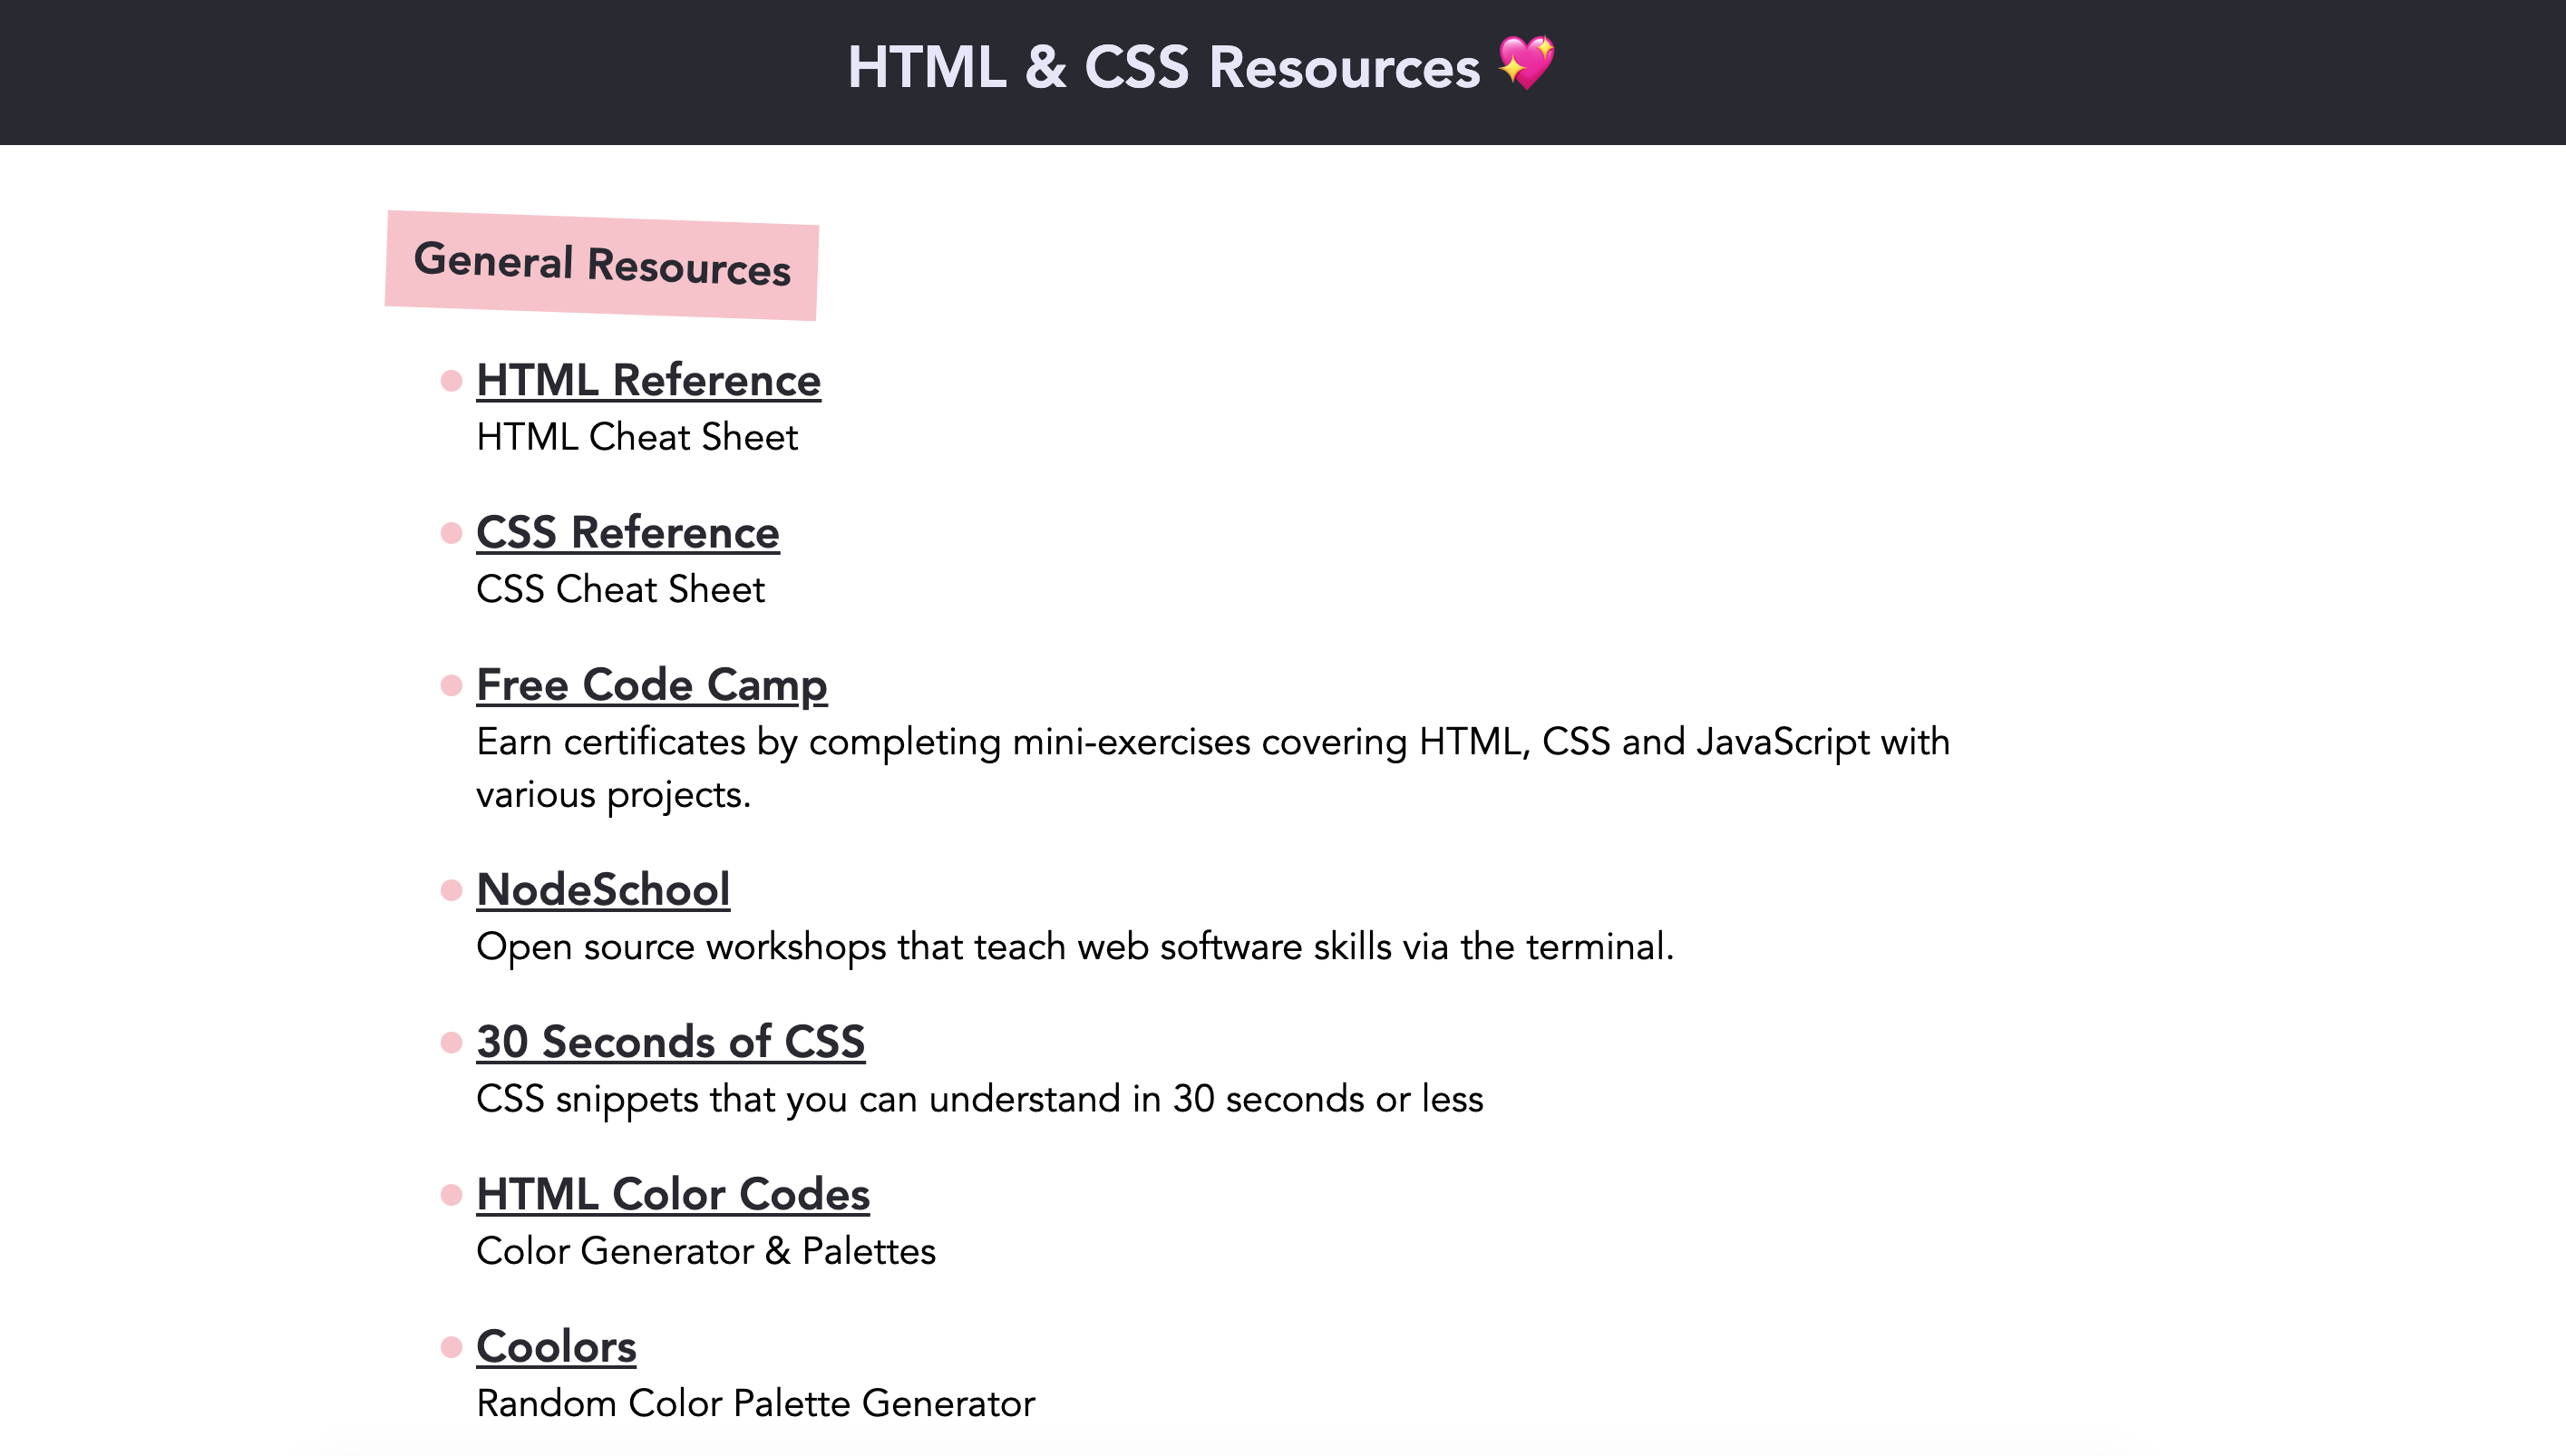 HTML & CSS Resources 💖
General Resources
HTML Reference
HTML Cheat Sheet
CSS Reference
CSS Cheat Sheet
Free Code Camp
Earn certificates by completing mini-exercises covering HTML, CSS and JavaScript with
various projects.
NodeSchool
Open source workshops that teach web software skills via the terminal.
30 Seconds of CSS
CSS snippets that you can understand in 30 seconds or less
HTML Color Codes
Color Generator & Palettes
Coolors
Random Color Palette Generator